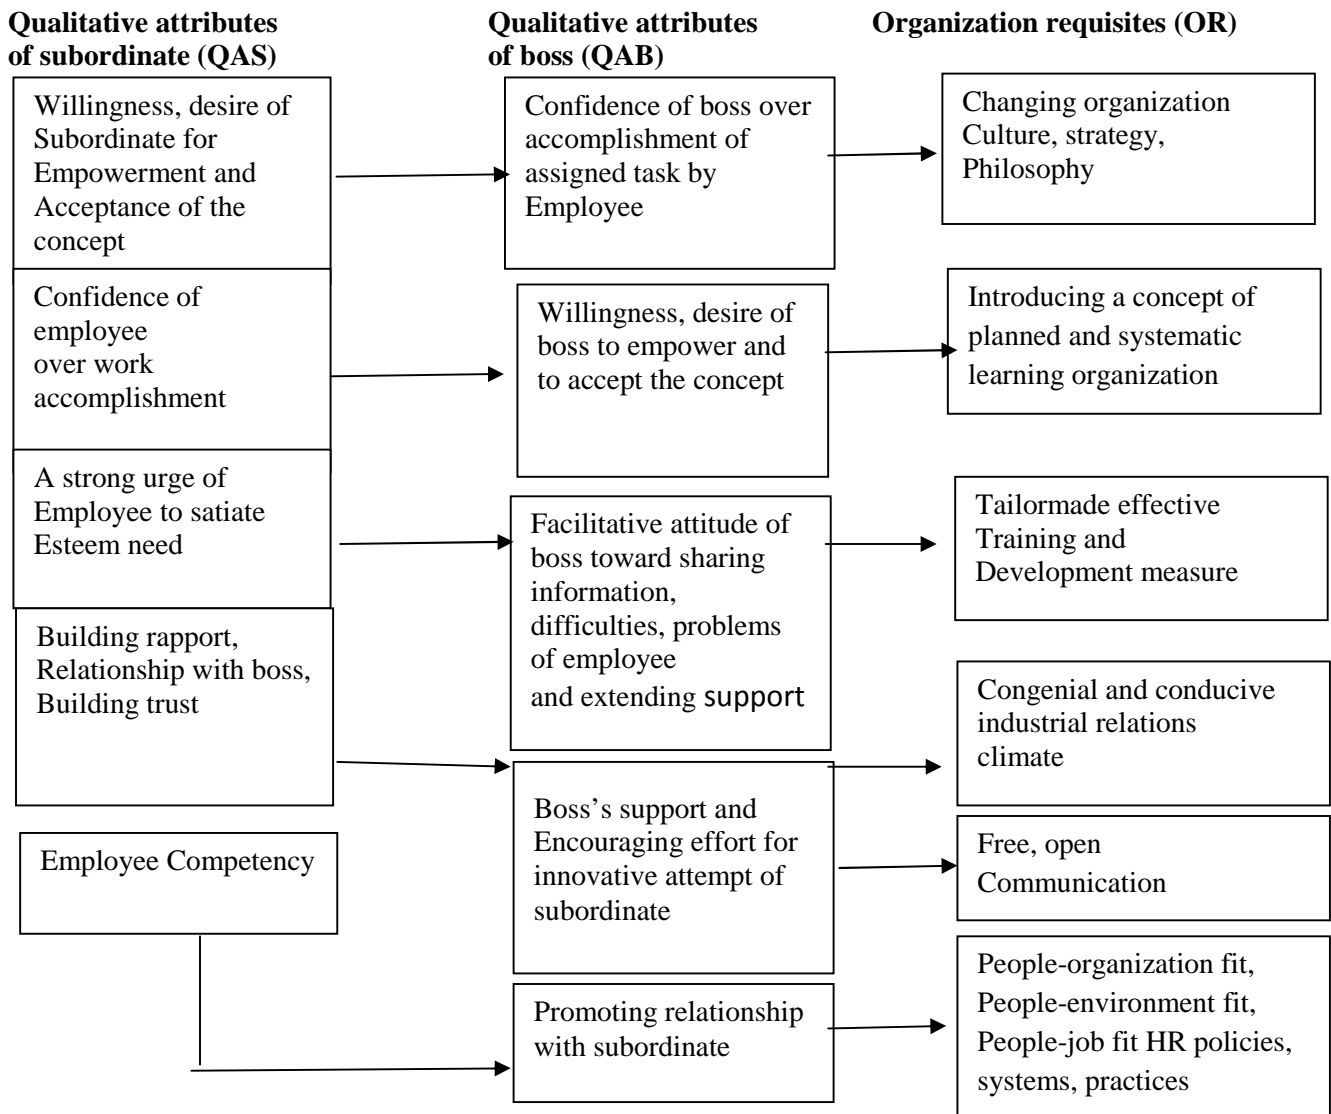 Qualitative attributes
of subordinate (QAS)
Qualitative attributes
of boss (QAB)
Organization requisites (OR)
Willingness, desire of
Subordinate for
Empowerment and
Acceptance of the
concept
Confidence of
employee
over work
accomplishment
A strong urge of
Employee to satiate
Esteem need
Building rapport,
Relationship with boss,
Building trust
Employee Competency
Confidence of boss over
accomplishment of
assigned task by
Employee
Willingness, desire of
boss to empower and
to accept the concept
Facilitative attitude of
boss toward sharing
information,
difficulties, problems
of employee
and extending support
Boss's support and
Encouraging effort for
innovative attempt of
subordinate
Promoting relationship
with subordinate
Changing organization
Culture, strategy,
Philosophy
Introducing a concept of
planned and systematic
learning organization
Tailormade effective
Training and
Development measure
Congenial and conducive
industrial relations
climate
Free, open
Communication
People-organization fit,
People-environment fit,
People-job fit HR policies,
systems, practices